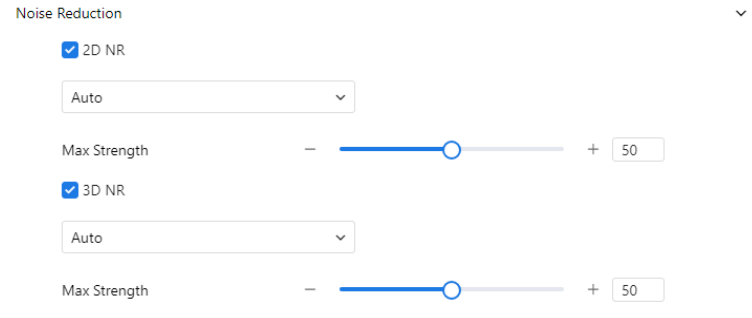 Noise Reduction
2D NR
Auto
Max Strength − + 50
3D NR
Auto
Max Strength − + 50